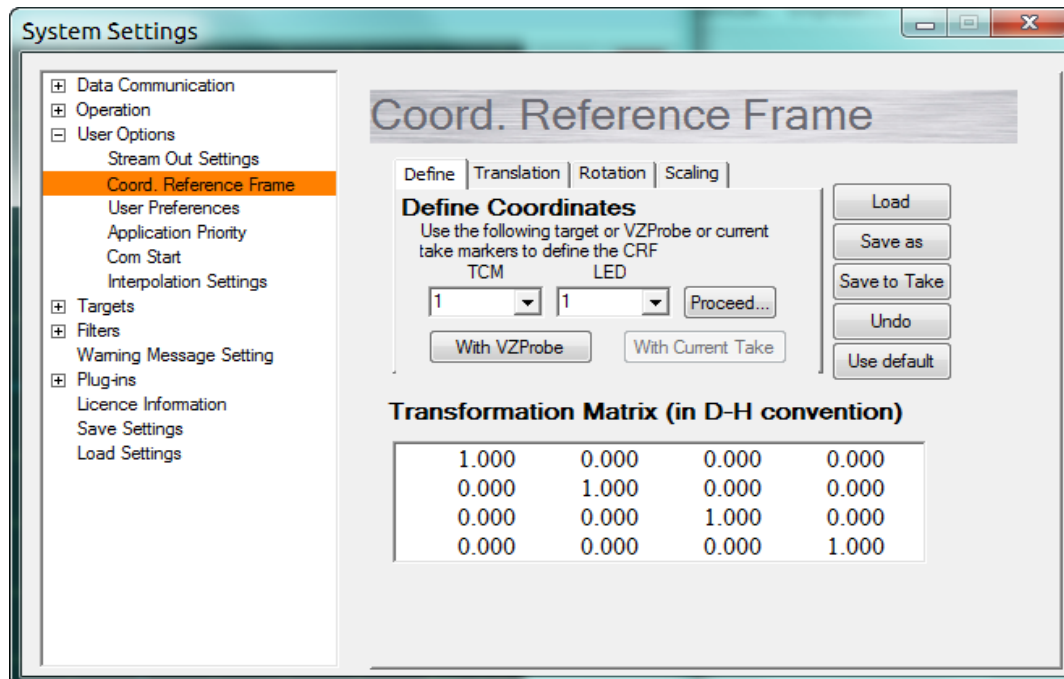 System Settings
Data Communication
Operation
User Options
Stream Out Settings
Coord. Reference Frame
User Preferences
Application Priority
Com Start
Interpolation Settings
Targets
Filters
Warning Message Setting
Plug-ins
Licence Information
Save Settings
Load Settings
Coord. Reference Frame
Define Translation Rotation Scaling
Define Coordinates
Use the following target or VZProbe or current
take markers to define the CRF
TCM LED
1 1 Proceed...
With VZProbe With Current Take
Load
Save as
Save to Take
Undo
Use default
Transformation Matrix (in D-H convention)
1.000 0.000 0.000 0.000
0.000 1.000 0.000 0.000
0.000 0.000 1.000 0.000
0.000 0.000 0.000 1.000